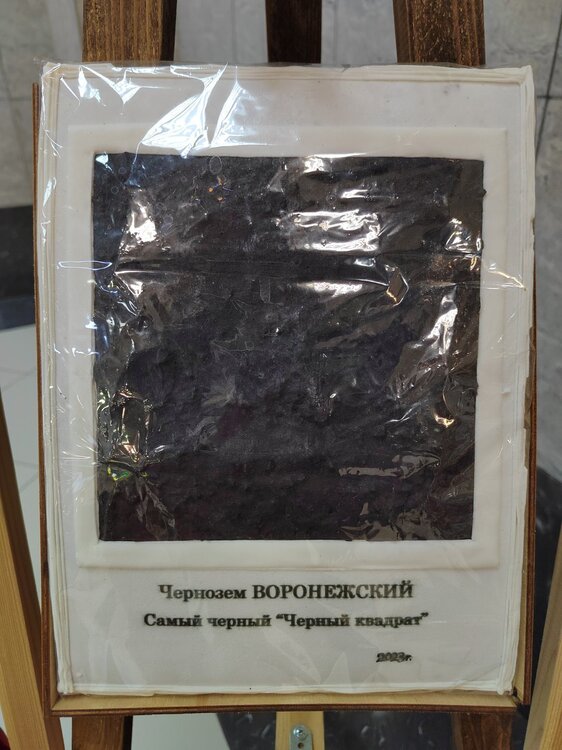 Чернозем ВОРОНЕЖСКИЙ
Самый черный “Черный квадрат”
2023г.